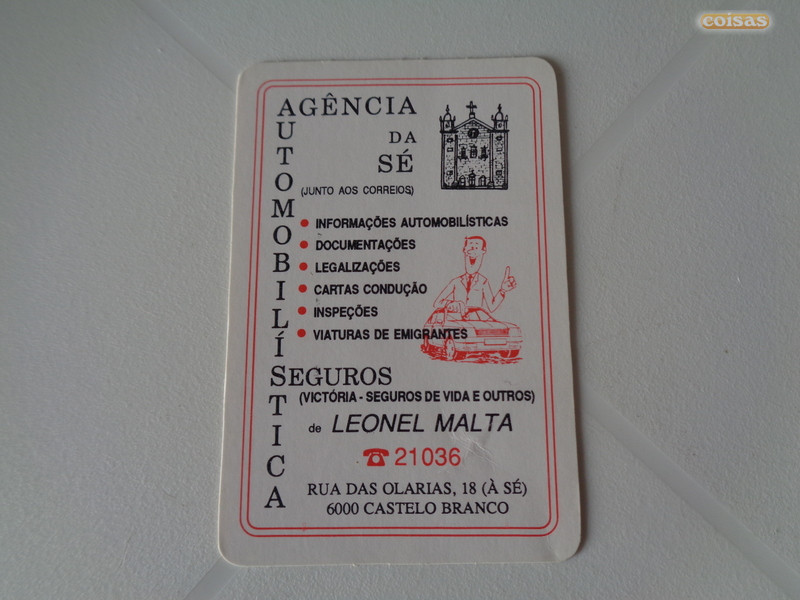 coisas
AGÊNCIA
DA
SÉ
(JUNTO AOS CORREIOS)
AUTOMOBILÍSTICA
INFORMAÇÕES AUTOMOBILÍSTICAS
DOCUMENTAÇÕES
LEGALIZAÇÕES
CARTAS CONDUÇÃO
INSPEÇÕES
VIATURAS DE EMIGRANTES
SEGUROS
(VICTÓRIA - SEGUROS DE VIDA E OUTROS)
de LEONEL MALTA
☎ 21036
RUA DAS OLARIAS, 18 (À SÉ)
6000 CASTELO BRANCO